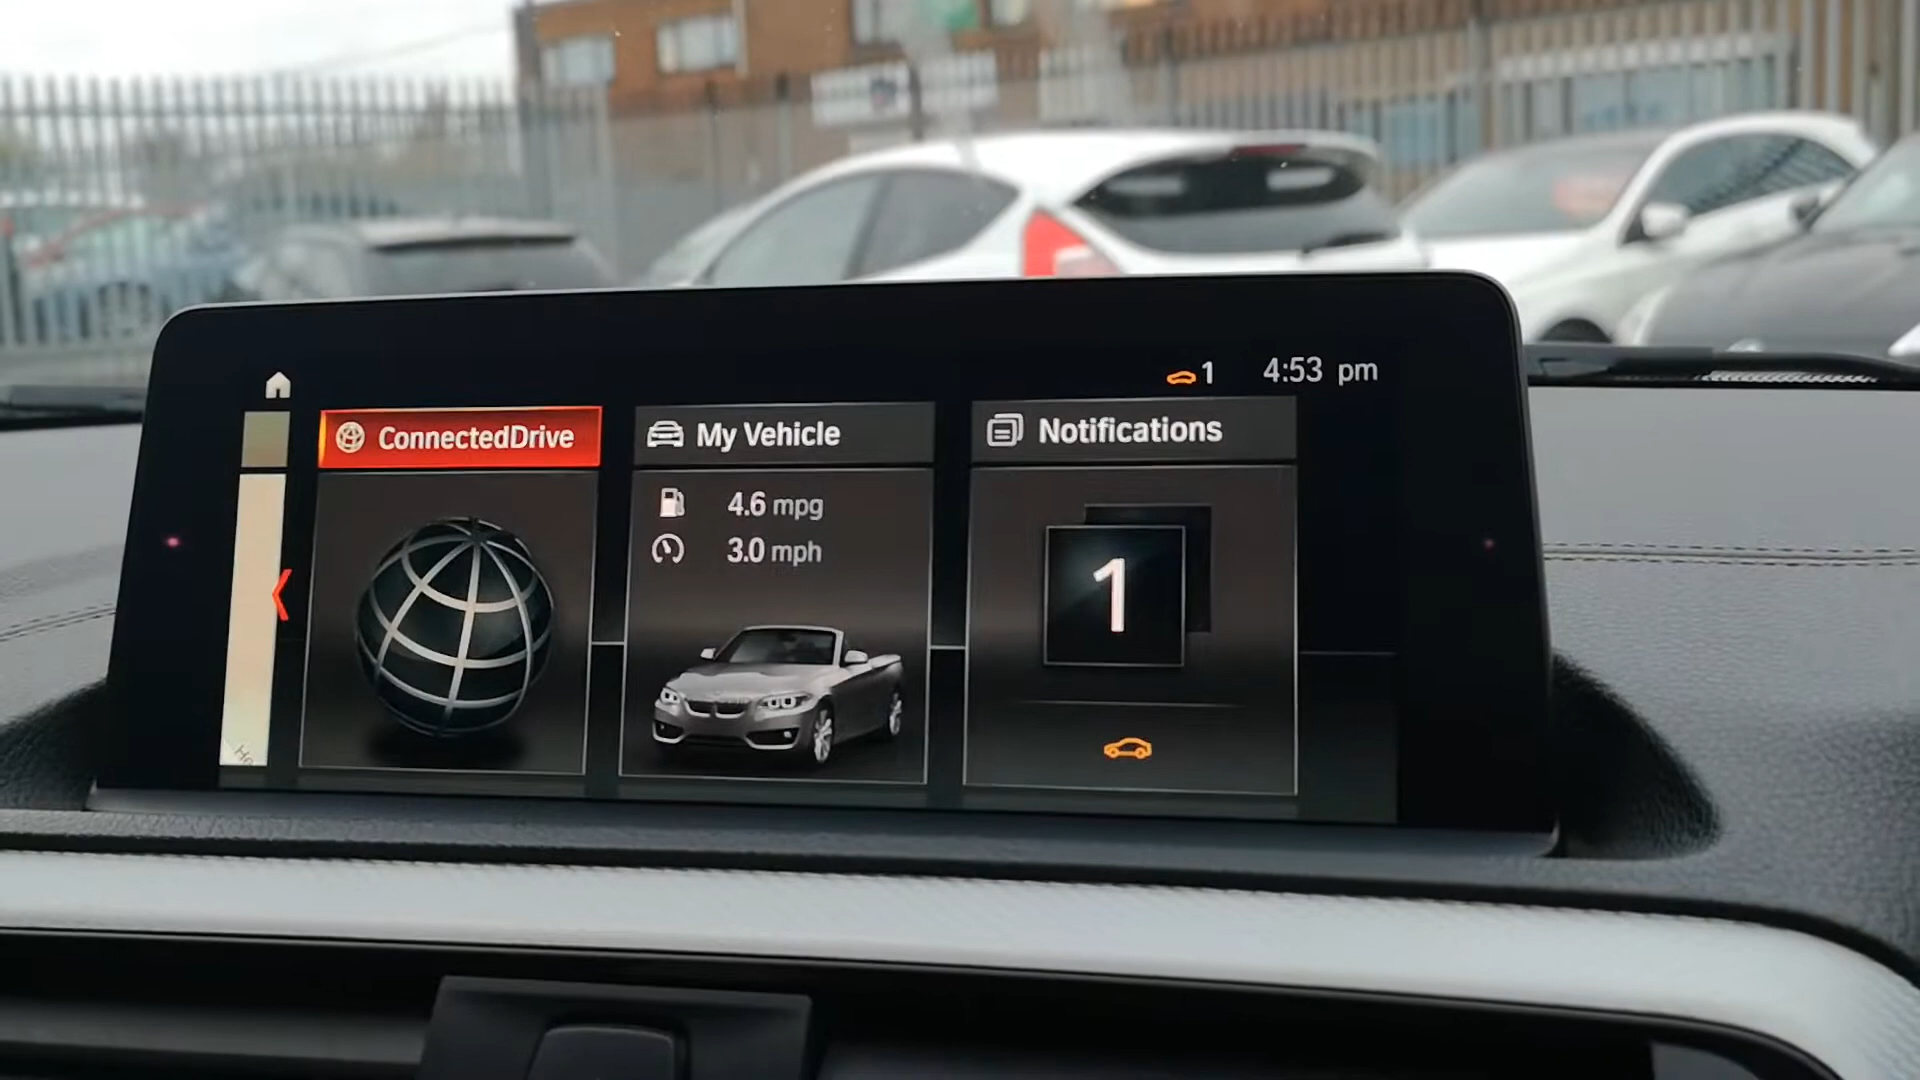 1 4:53 pm
ConnectedDrive
My Vehicle
Notifications
4.6 mpg
3.0 mph
1